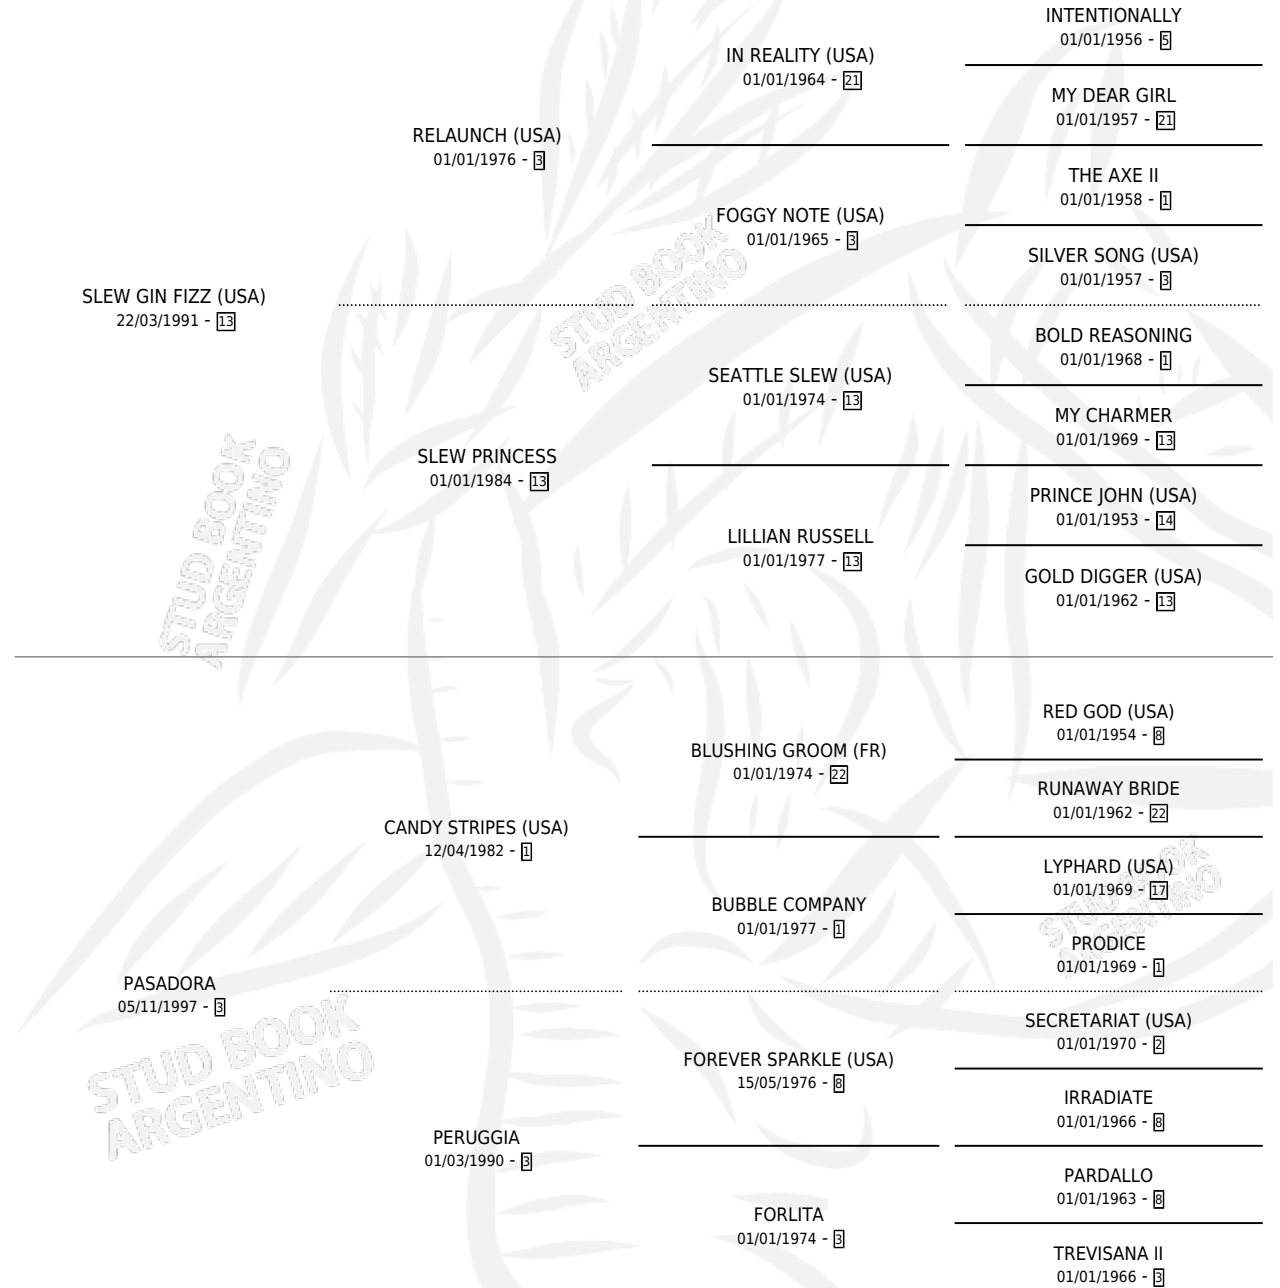 INTENTIONALLY
01/01/1956 - 5
IN REALITY (USA)
01/01/1964 - 21
MY DEAR GIRL
01/01/1957 - 21
RELAUNCH (USA)
01/01/1976 - 3
THE AXE II
01/01/1958 - 1
FOGGY NOTE (USA)
01/01/1965 - 3
SILVER SONG (USA)
01/01/1957 - 3
SLEW GIN FIZZ (USA)
22/03/1991 - 13
BOLD REASONING
01/01/1968 - 1
SEATTLE SLEW (USA)
01/01/1974 - 13
MY CHARMER
01/01/1969 - 13
SLEW PRINCESS
01/01/1984 - 13
PRINCE JOHN (USA)
01/01/1953 - 14
LILLIAN RUSSELL
01/01/1977 - 13
GOLD DIGGER (USA)
01/01/1962 - 13
RED GOD (USA)
01/01/1954 - 8
BLUSHING GROOM (FR)
01/01/1974 - 22
RUNAWAY BRIDE
01/01/1962 - 22
CANDY STRIPES (USA)
12/04/1982 - 1
LYPHARD (USA)
01/01/1969 - 17
BUBBLE COMPANY
01/01/1977 - 1
PRODICE
01/01/1969 - 1
PASADORA
05/11/1997 - 3
SECRETARIAT (USA)
01/01/1970 - 2
FOREVER SPARKLE (USA)
15/05/1976 - 8
IRRADIATE
01/01/1966 - 8
PERUGGIA
01/03/1990 - 3
PARDALLO
01/01/1963 - 8
FORLITA
01/01/1974 - 3
TREVISANA II
01/01/1966 - 3
STUD BOOK
ARGENTINO
STUD BOOK
ARGENTINO
STUD BOOK
ARGENTINO
STUD BOOK
ARGENTINO